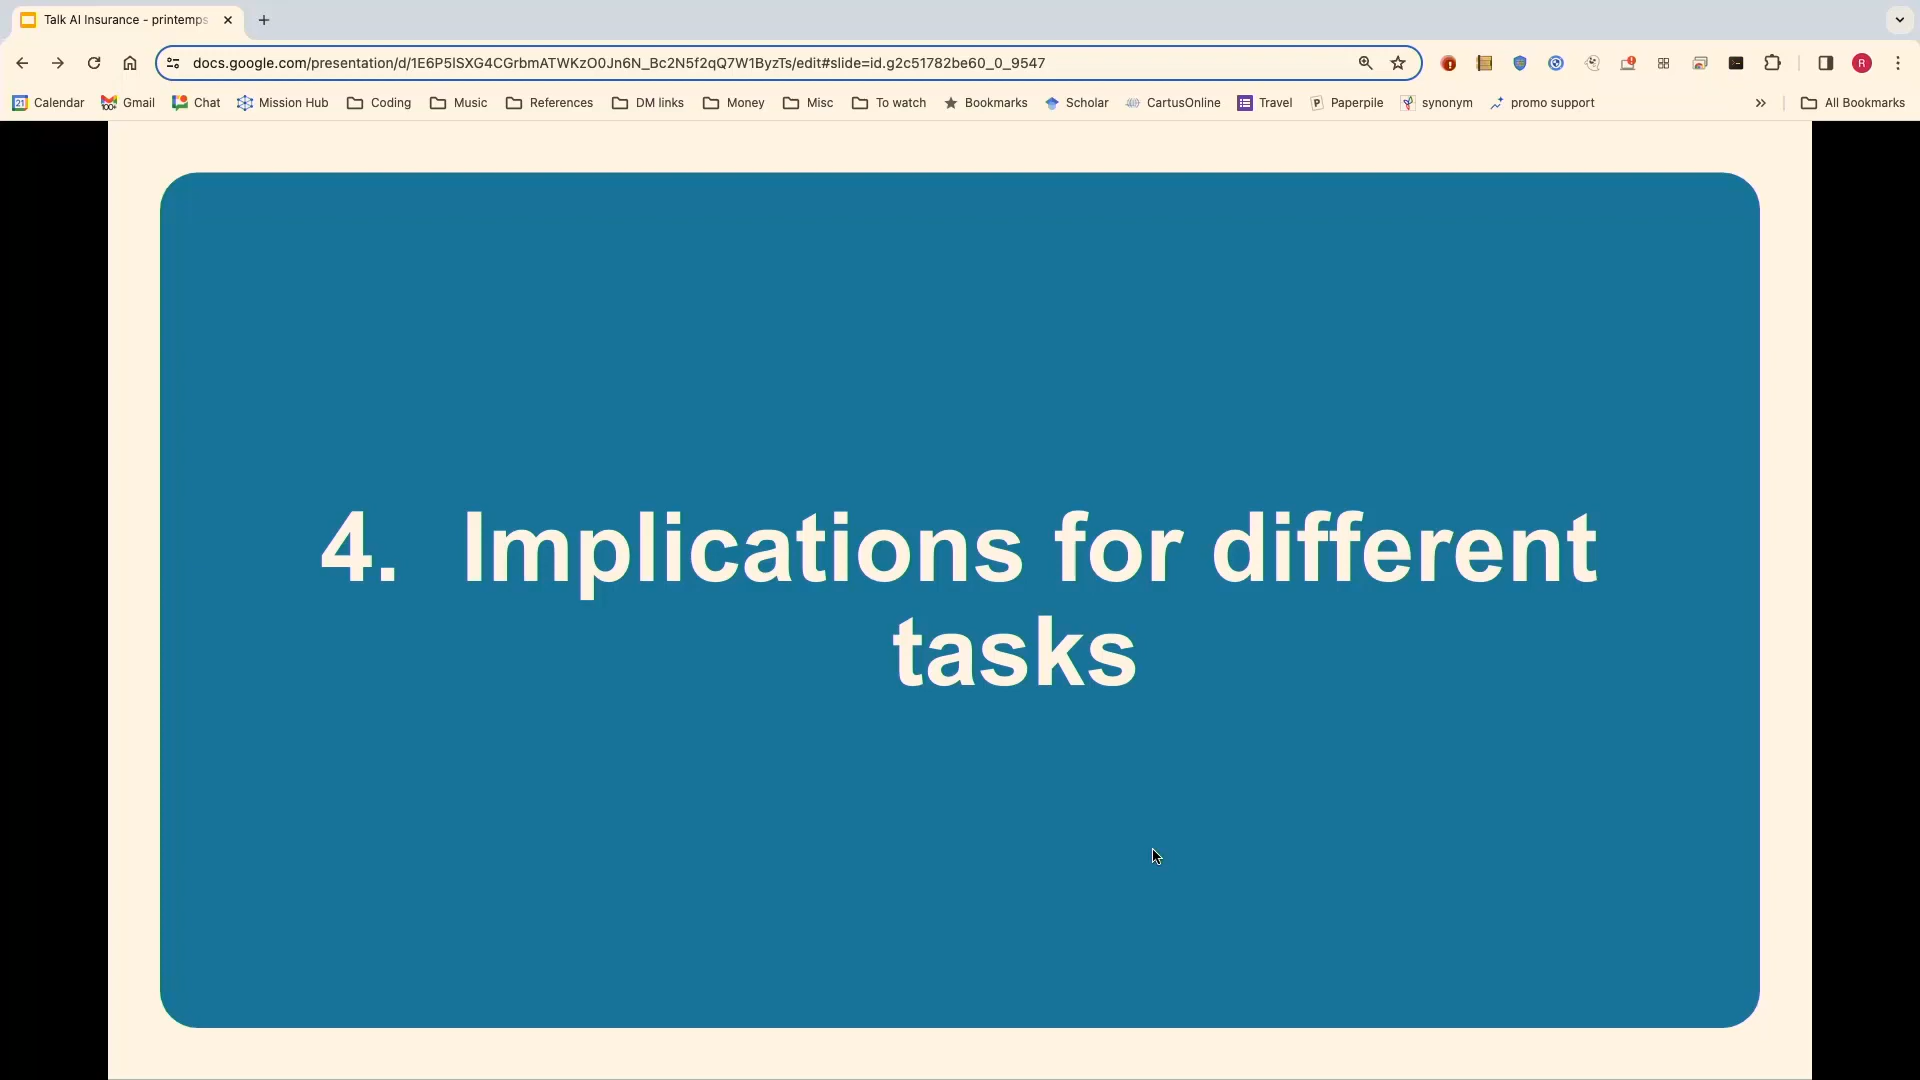 Talk AI Insurance - printemps
docs.google.com/presentation/d/1E6P5lSXG4CGrbmATWKzO0Jn6N_Bc2N5f2qQ7W1ByzTs/edit#slide=id.g2c51782be60_0_9547
R
21 Calendar Gmail Chat Mission Hub Coding Music References DM links Money Misc To watch Bookmarks Scholar CartusOnline Travel Paperpile synonym promo support All Bookmarks
4. Implications for different
tasks